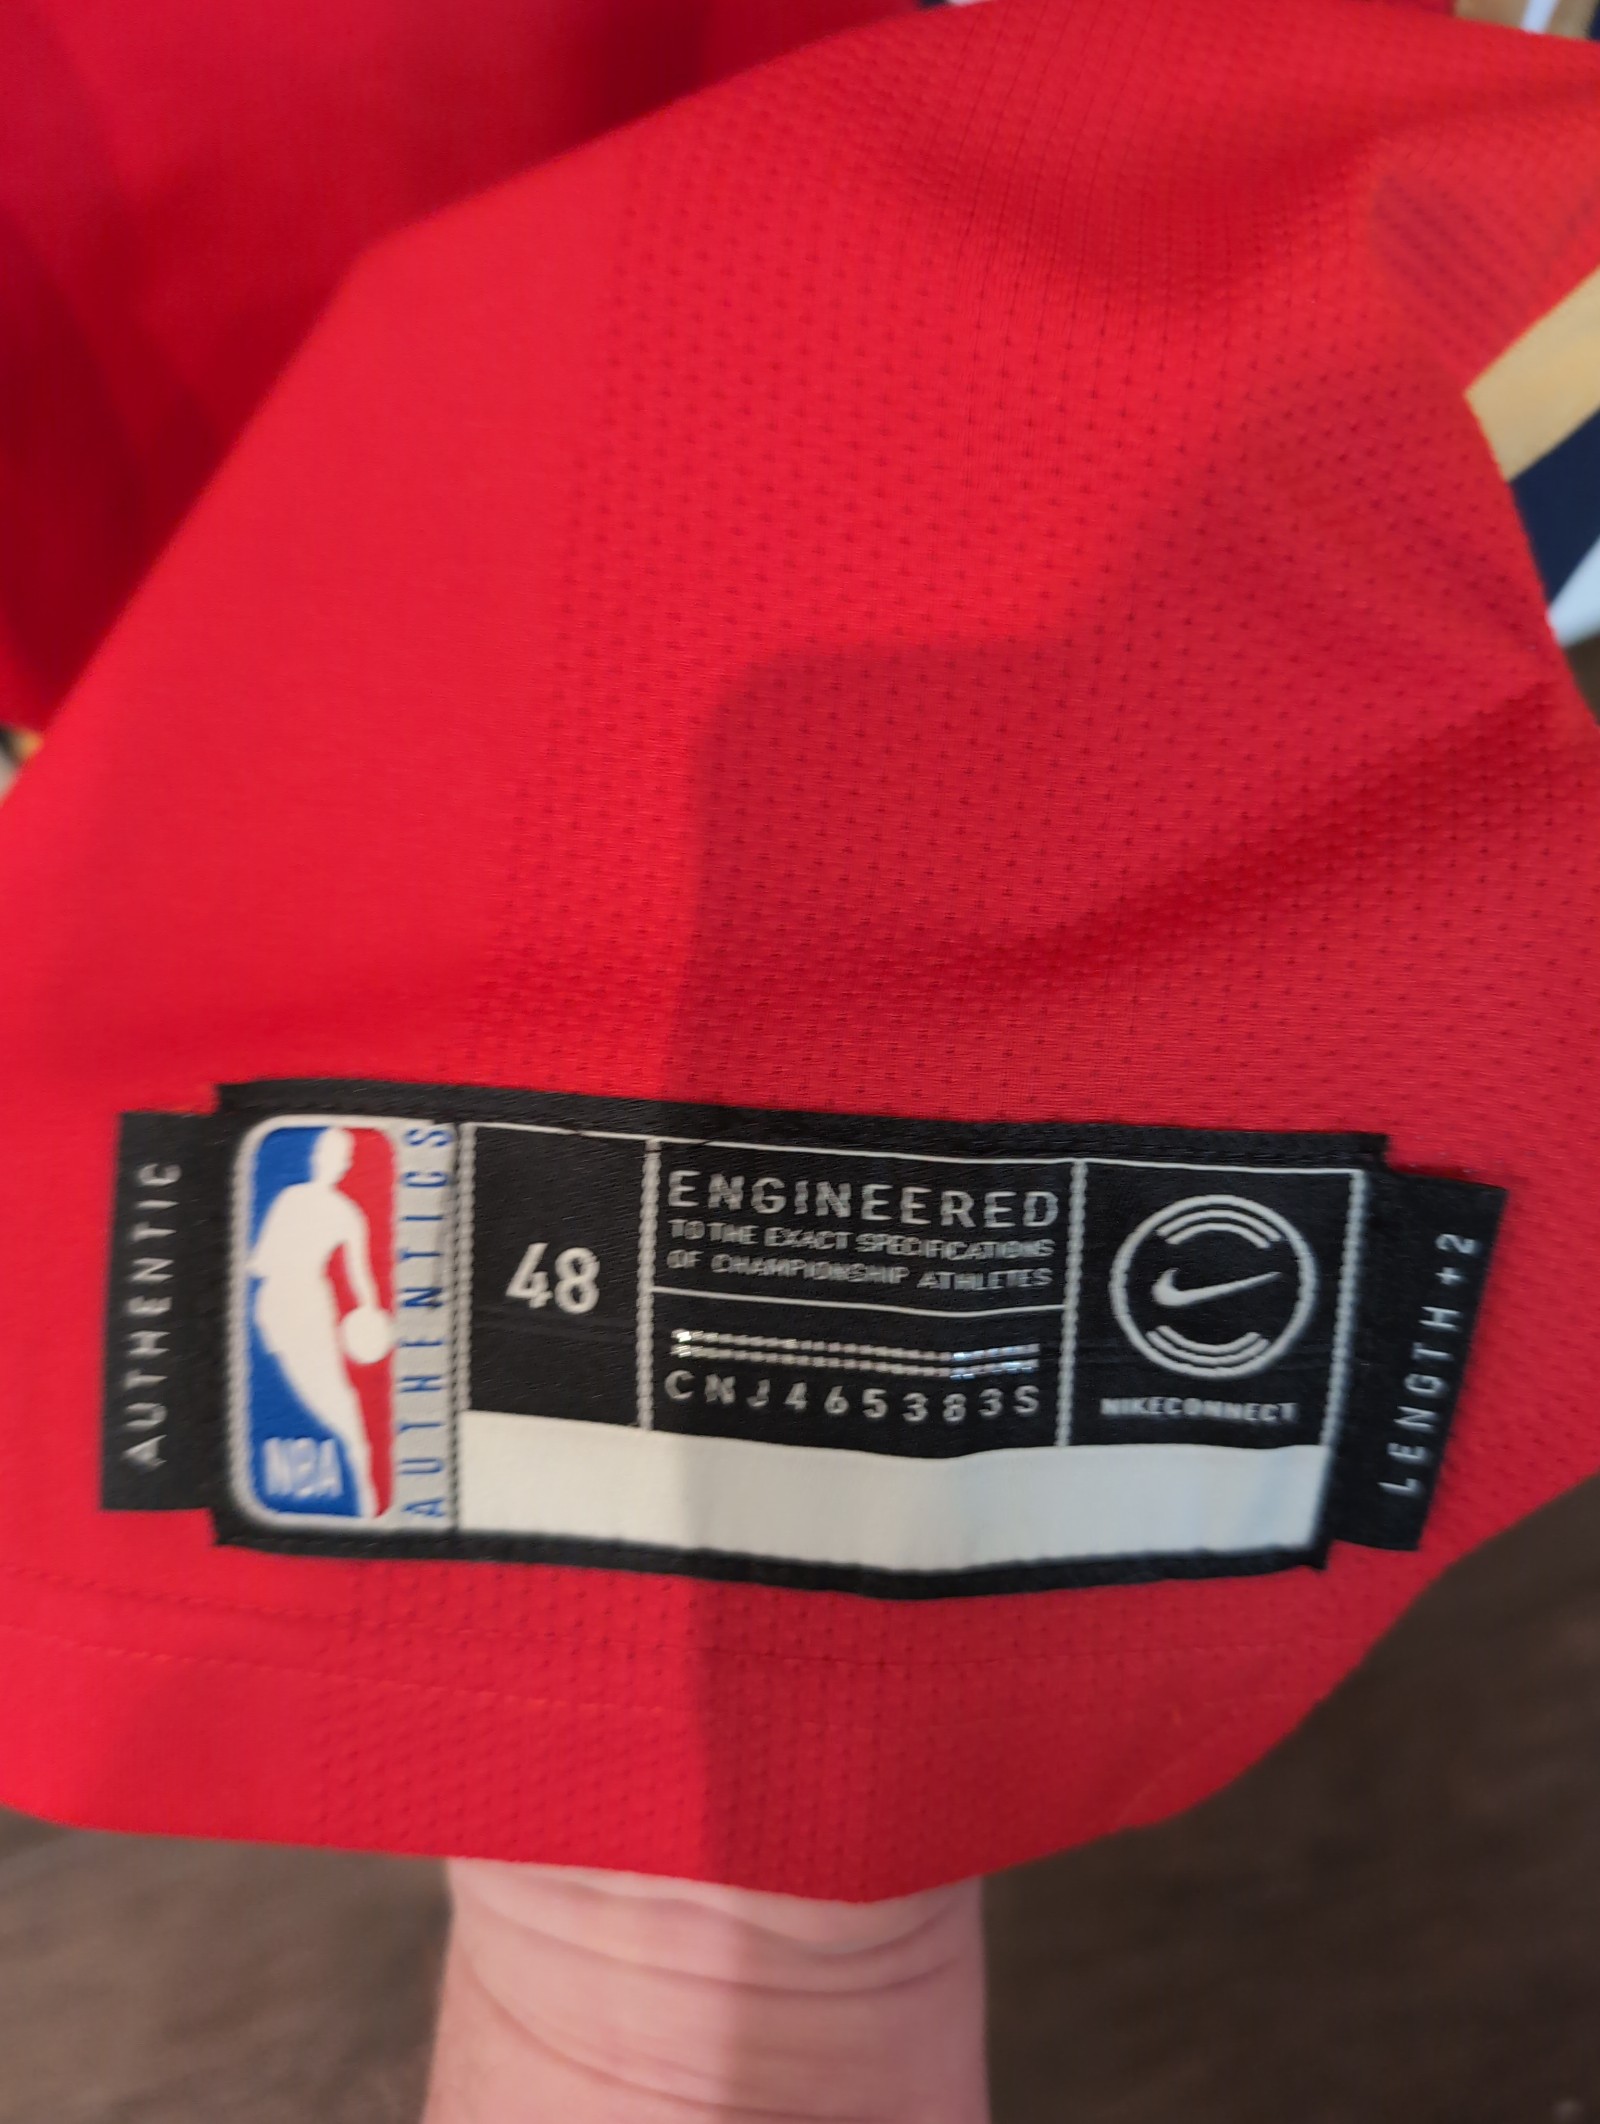 AUTHENTIC
NBA
AUTHENTICS
48
ENGINEERED
TO THE EXACT SPECIFICATIONS
OF CHAMPIONSHIP ATHLETES
CNJ465383S
NIKECONNECT
LENGTH +2